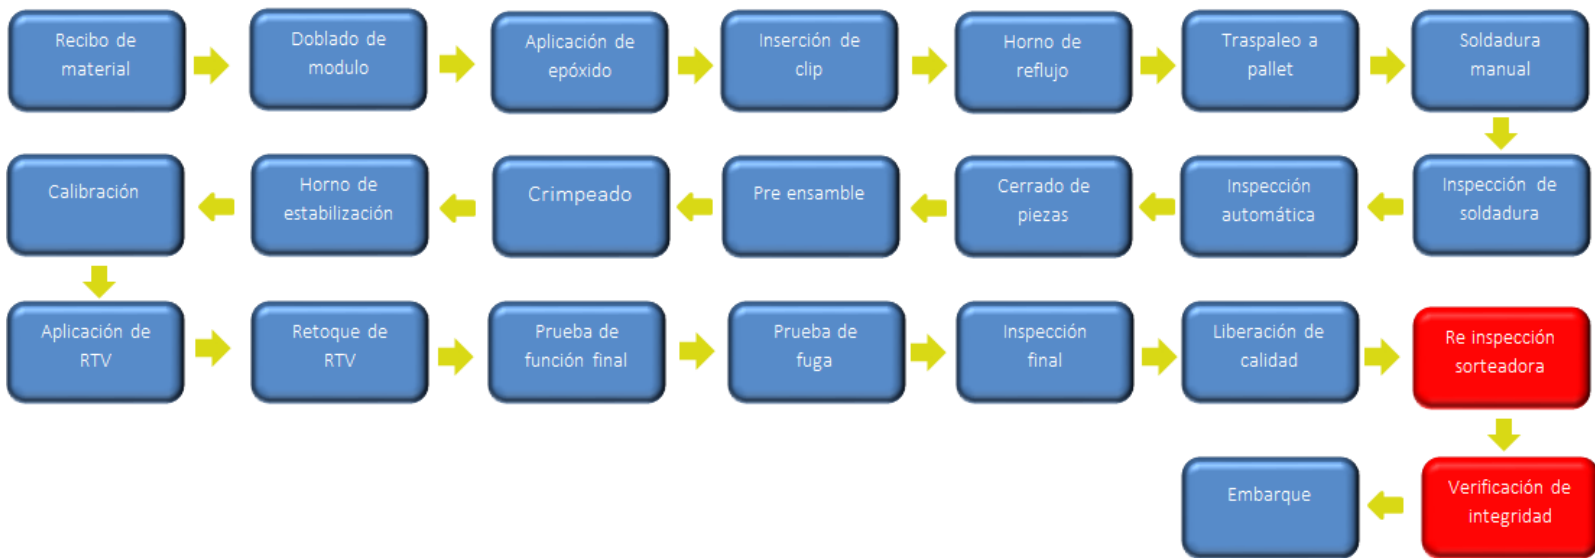 Recibo de
material
Doblado de
modulo
Aplicación de
epóxido
Inserción de
clip
Horno de
reflujo
Traspaleo a
pallet
Soldadura
manual
Inspección de
soldadura
Inspección
automática
Cerrado de
piezas
Pre ensamble
Crimpeado
Horno de
estabilización
Calibración
Aplicación de
RTV
Retoque de
RTV
Prueba de
función final
Prueba de
fuga
Inspección
final
Liberación de
calidad
Re inspección
sorteadora
Verificación de
integridad
Embarque